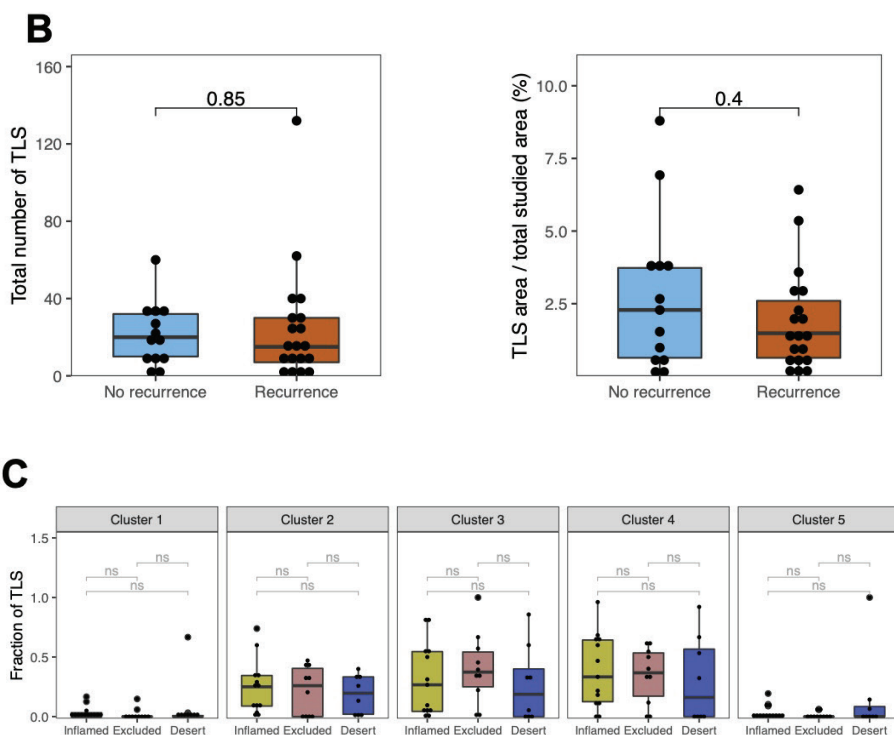 B
Total number of TLS
160
120
80
40
0
0.85
No recurrence Recurrence
TLS area / total studied area (%)
10.0
7.5
5.0
2.5
0.4
No recurrence Recurrence
C
Fraction of TLS
1.5
1.0
0.5
0.0
Cluster 1 Cluster 2 Cluster 3 Cluster 4 Cluster 5
ns ns ns ns ns
ns ns ns ns ns
ns ns ns ns ns
Inflamed Excluded Desert Inflamed Excluded Desert Inflamed Excluded Desert Inflamed Excluded Desert Inflamed Excluded Desert